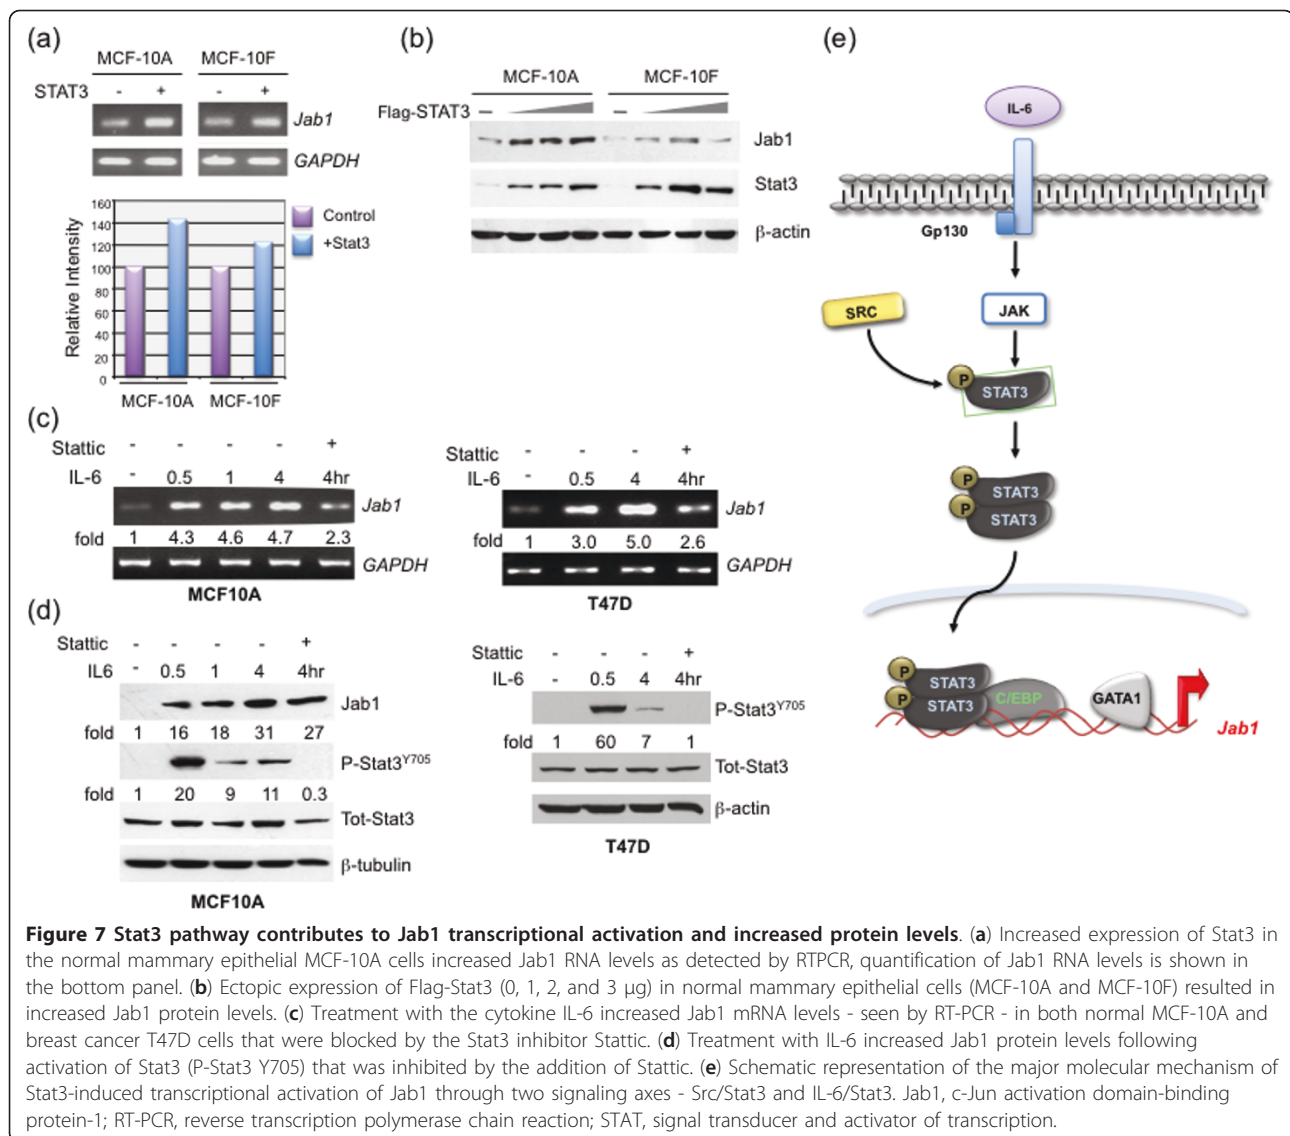 (a)
MCF-10A MCF-10F
STAT3 - + - +
Jab1
GAPDH
160
140
120
100
80
60
40
20
0
Relative Intensity
Control
+Stat3
MCF-10A MCF-10F
(b)
MCF-10A MCF-10F
Flag-STAT3 – –
Jab1
Stat3
β-actin
(c)
Stattic - - - - +
IL-6 - 0.5 1 4 4hr
Jab1
fold 1 4.3 4.6 4.7 2.3
GAPDH
MCF10A
Stattic - - - +
IL-6 - 0.5 4 4hr
Jab1
fold 1 3.0 5.0 2.6
GAPDH
T47D
(d)
Stattic - - - - +
IL6 - 0.5 1 4 4hr
Jab1
fold 1 16 18 31 27
P-Stat3Y705
fold 1 20 9 11 0.3
Tot-Stat3
β-tubulin
MCF10A
Stattic - - - +
IL-6 - 0.5 4 4hr
P-Stat3Y705
fold 1 60 7 1
Tot-Stat3
β-actin
T47D
(e)
IL-6
Gp130
SRC
JAK
P
STAT3
P
STAT3
P
STAT3
P
STAT3
P
STAT3
C/EBP
GATA1
Jab1
Figure 7 Stat3 pathway contributes to Jab1 transcriptional activation and increased protein levels. (a) Increased expression of Stat3 in
the normal mammary epithelial MCF-10A cells increased Jab1 RNA levels as detected by RTPCR, quantification of Jab1 RNA levels is shown in
the bottom panel. (b) Ectopic expression of Flag-Stat3 (0, 1, 2, and 3 μg) in normal mammary epithelial cells (MCF-10A and MCF-10F) resulted in
increased Jab1 protein levels. (c) Treatment with the cytokine IL-6 increased Jab1 mRNA levels - seen by RT-PCR - in both normal MCF-10A and
breast cancer T47D cells that were blocked by the Stat3 inhibitor Stattic. (d) Treatment with IL-6 increased Jab1 protein levels following
activation of Stat3 (P-Stat3 Y705) that was inhibited by the addition of Stattic. (e) Schematic representation of the major molecular mechanism of
Stat3-induced transcriptional activation of Jab1 through two signaling axes - Src/Stat3 and IL-6/Stat3. Jab1, c-Jun activation domain-binding
protein-1; RT-PCR, reverse transcription polymerase chain reaction; STAT, signal transducer and activator of transcription.